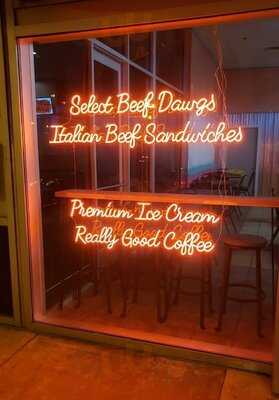 Select Beef Dawgs
Italian Beef Sandwiches
Premium Ice Cream
Really Good Coffee